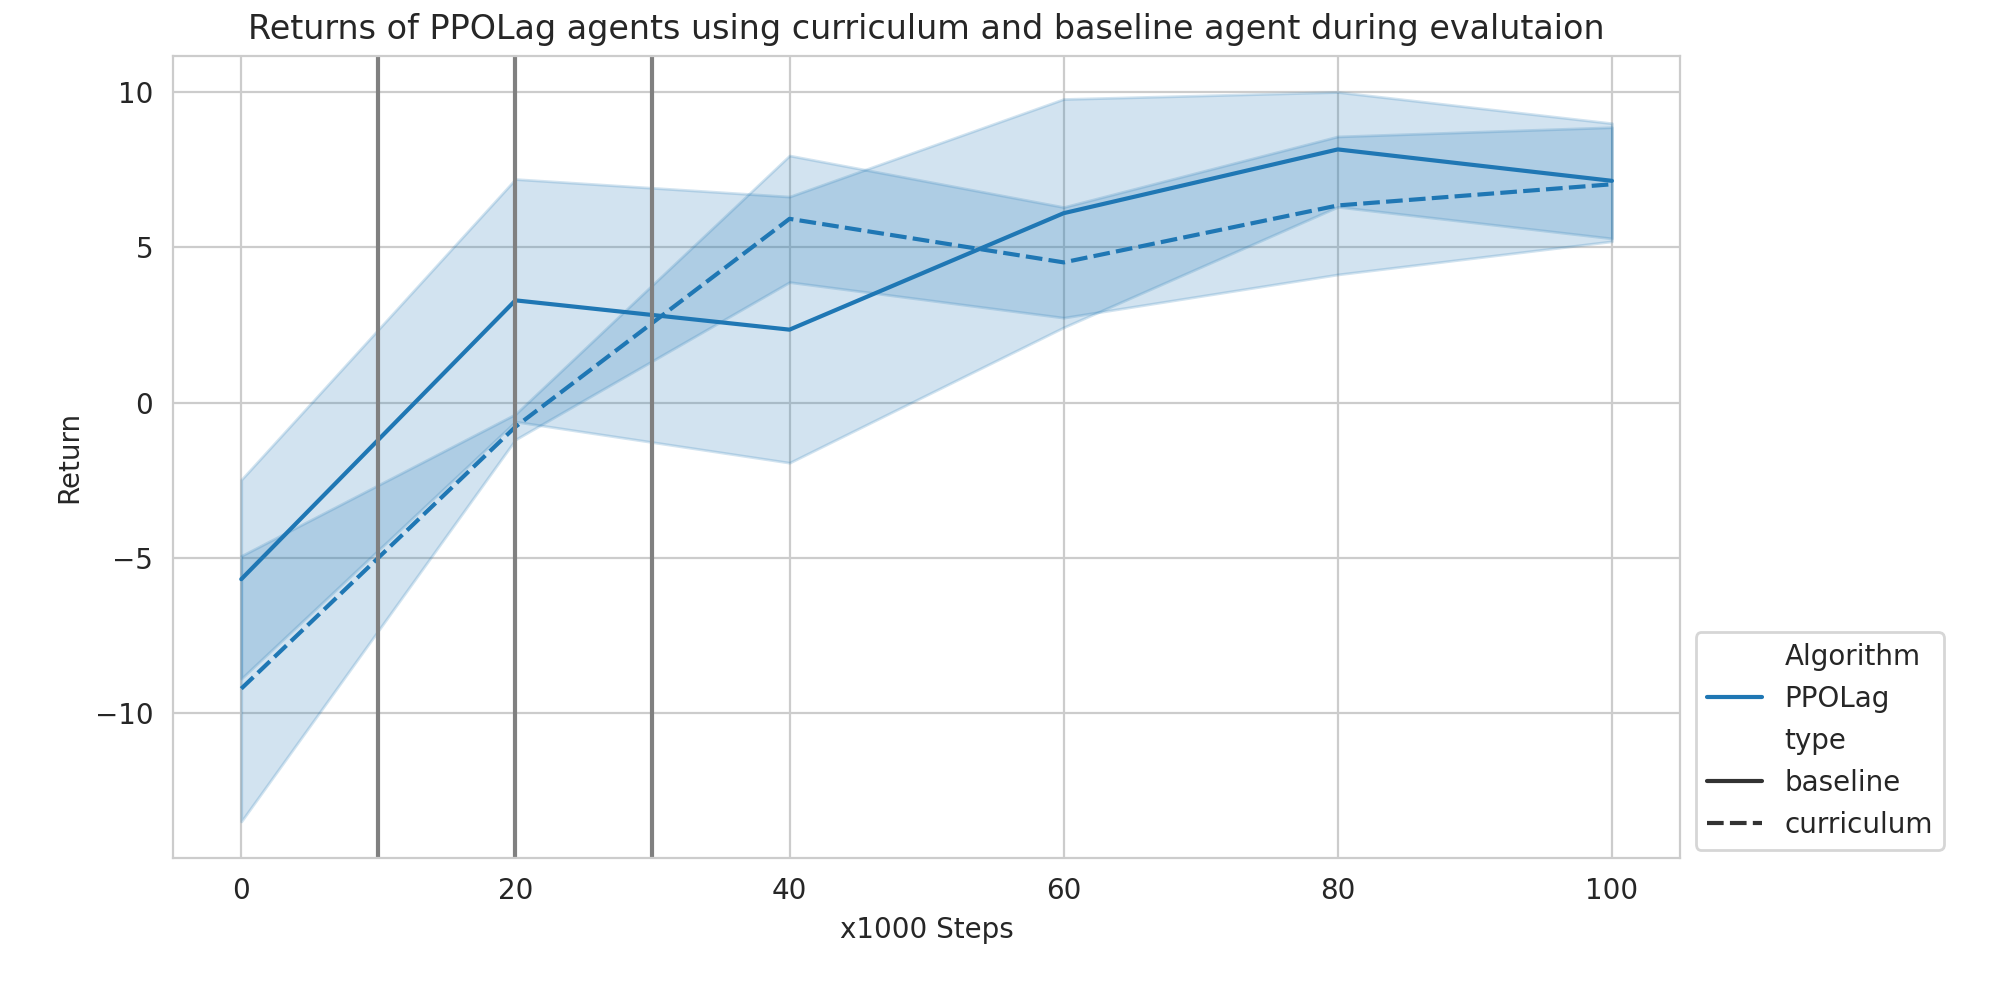 Returns of PPOLag agents using curriculum and baseline agent during evalutaion
10
5
0
−5
−10
Return
0 20 40 60 80 100
x1000 Steps
Algorithm
PPOLag
type
baseline
curriculum